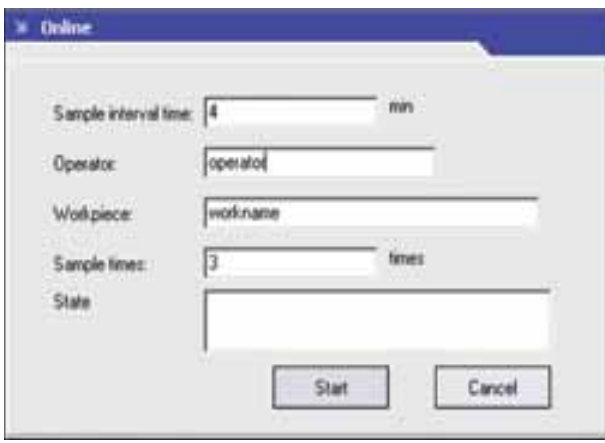 Online
Sample interval time: 4 min
Operator: operator
Workpiece: workname
Sample times: 3 times
State
Start Cancel